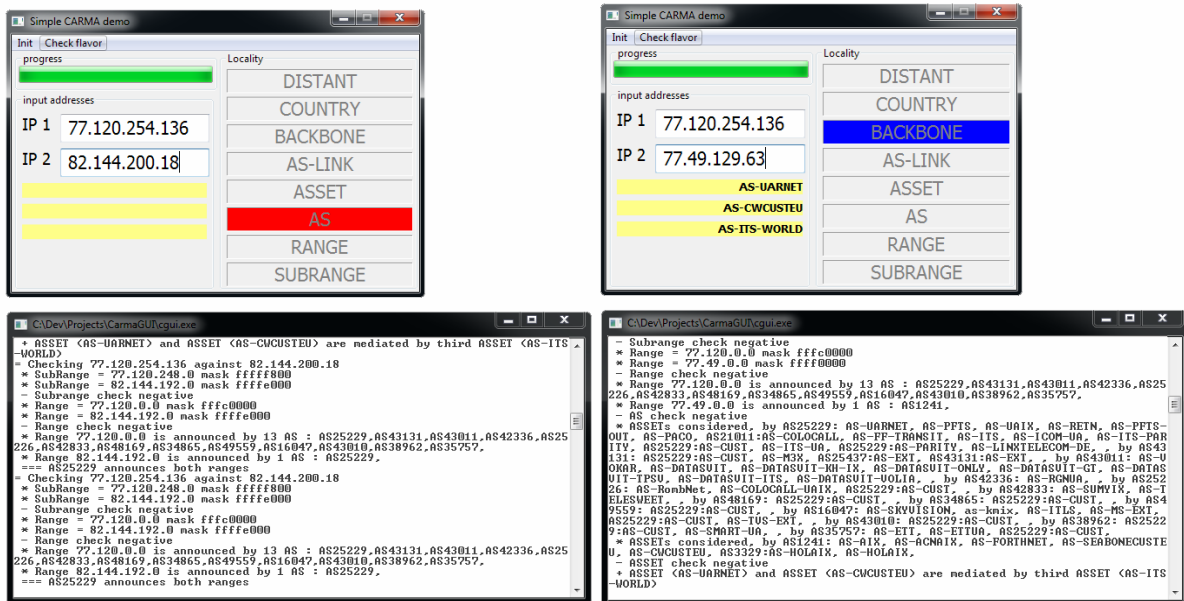 Simple CARMA demo
Init Check flavor
progress
Locality
input addresses
IP 1 77.120.254.136
IP 2 82.144.200.18
DISTANT
COUNTRY
BACKBONE
AS-LINK
ASSET
AS
RANGE
SUBRANGE
Simple CARMA demo
Init Check flavor
progress
Locality
input addresses
IP 1 77.120.254.136
IP 2 77.49.129.63
AS-UARNET
AS-CWCUSTEU
AS-ITS-WORLD
DISTANT
COUNTRY
BACKBONE
AS-LINK
ASSET
AS
RANGE
SUBRANGE
C:\Dev\Projects\CarmaGUI\cgui.exe
+ ASSET (AS-UARNET) and ASSET (AS-CWCUSTEU) are mediated by third ASSET (AS-ITS
-WORLD)
= Checking 77.120.254.136 against 82.144.200.18
* SubRange = 77.120.248.0 mask fffff800
* SubRange = 82.144.192.0 mask ffffe000
- Subrange check negative
* Range = 77.120.0.0 mask fffc0000
* Range = 82.144.192.0 mask ffffe000
- Range check negative
* Range 77.120.0.0 is announced by 13 AS : AS25229,AS43131,AS43011,AS42336,AS25
226,AS42833,AS48169,AS34865,AS49559,AS16047,AS43010,AS38962,AS35757,
* Range 82.144.192.0 is announced by 1 AS : AS25229,
=== AS25229 announces both ranges
= Checking 77.120.254.136 against 82.144.200.18
* SubRange = 77.120.248.0 mask fffff800
* SubRange = 82.144.192.0 mask ffffe000
- Subrange check negative
* Range = 77.120.0.0 mask fffc0000
* Range = 82.144.192.0 mask ffffe000
- Range check negative
* Range 77.120.0.0 is announced by 13 AS : AS25229,AS43131,AS43011,AS42336,AS25
226,AS42833,AS48169,AS34865,AS49559,AS16047,AS43010,AS38962,AS35757,
* Range 82.144.192.0 is announced by 1 AS : AS25229,
=== AS25229 announces both ranges
C:\Dev\Projects\CarmaGUI\cgui.exe
- Subrange check negative
* Range = 77.120.0.0 mask fffc0000
* Range = 77.49.0.0 mask ffff0000
- Range check negative
* Range 77.120.0.0 is announced by 13 AS : AS25229,AS43131,AS43011,AS42336,AS25
226,AS42833,AS48169,AS34865,AS49559,AS16047,AS43010,AS38962,AS35757,
* Range 77.49.0.0 is announced by 1 AS : AS1241,
- AS check negative
* ASSETs considered, by AS25229: AS-UARNET, AS-PFTS, AS-UAIX, AS-RETN, AS-PFTS-
OUT, AS-PACO, AS21011:AS-COLOCALL, AS-FF-TRANSIT, AS-ITS, AS-ICOM-UA, AS-ITS-PAR
ITY, AS25229:AS-CUST, AS-ITS-UA, AS25229:AS-PARITY, AS-LINKTELECOM-DE, , by AS43
131: AS25229:AS-CUST, AS-M3X, AS25437:AS-EXT, AS43131:AS-EXT, , by AS43011: AS-V
OKAR, AS-DATASVIT, AS-DATASVIT-KH-IX, AS-DATASVIT-ONLY, AS-DATASVIT-GT, AS-DATAS
VIT-TPSV, AS-DATASVIT-ITS, AS-DATASVIT-VOLIA, , by AS42336: AS-RGNUA, , by AS252
26: AS-RombNet, AS-COLOCALL-UAIX, AS25229:AS-CUST, , by AS42833: AS-SUMYIX, AS-T
ELESWEET, , by AS48169: AS25229:AS-CUST, , by AS34865: AS25229:AS-CUST, , by AS4
9559: AS25229:AS-CUST, , by AS16047: AS-SKYVISION, as-kmix, AS-ITLS, AS-MS-EXT,
AS25229:AS-CUST, AS-TVS-EXT, , by AS43010: AS25229:AS-CUST, , by AS38962: AS2522
9:AS-CUST, AS-SMART-UA, , by AS35757: AS-ETT, AS-ETTUA, AS25229:AS-CUST,
* ASSETs considered, by AS1241: AS-AIX, AS-ACNAIX, AS-FORTHNET, AS-SEABONECUSTE
U, AS-CWCUSTEU, AS3329:AS-HOLAIX, AS-HOLAIX,
- ASSET check negative
+ ASSET (AS-UARNET) and ASSET (AS-CWCUSTEU) are mediated by third ASSET (AS-ITS
-WORLD)